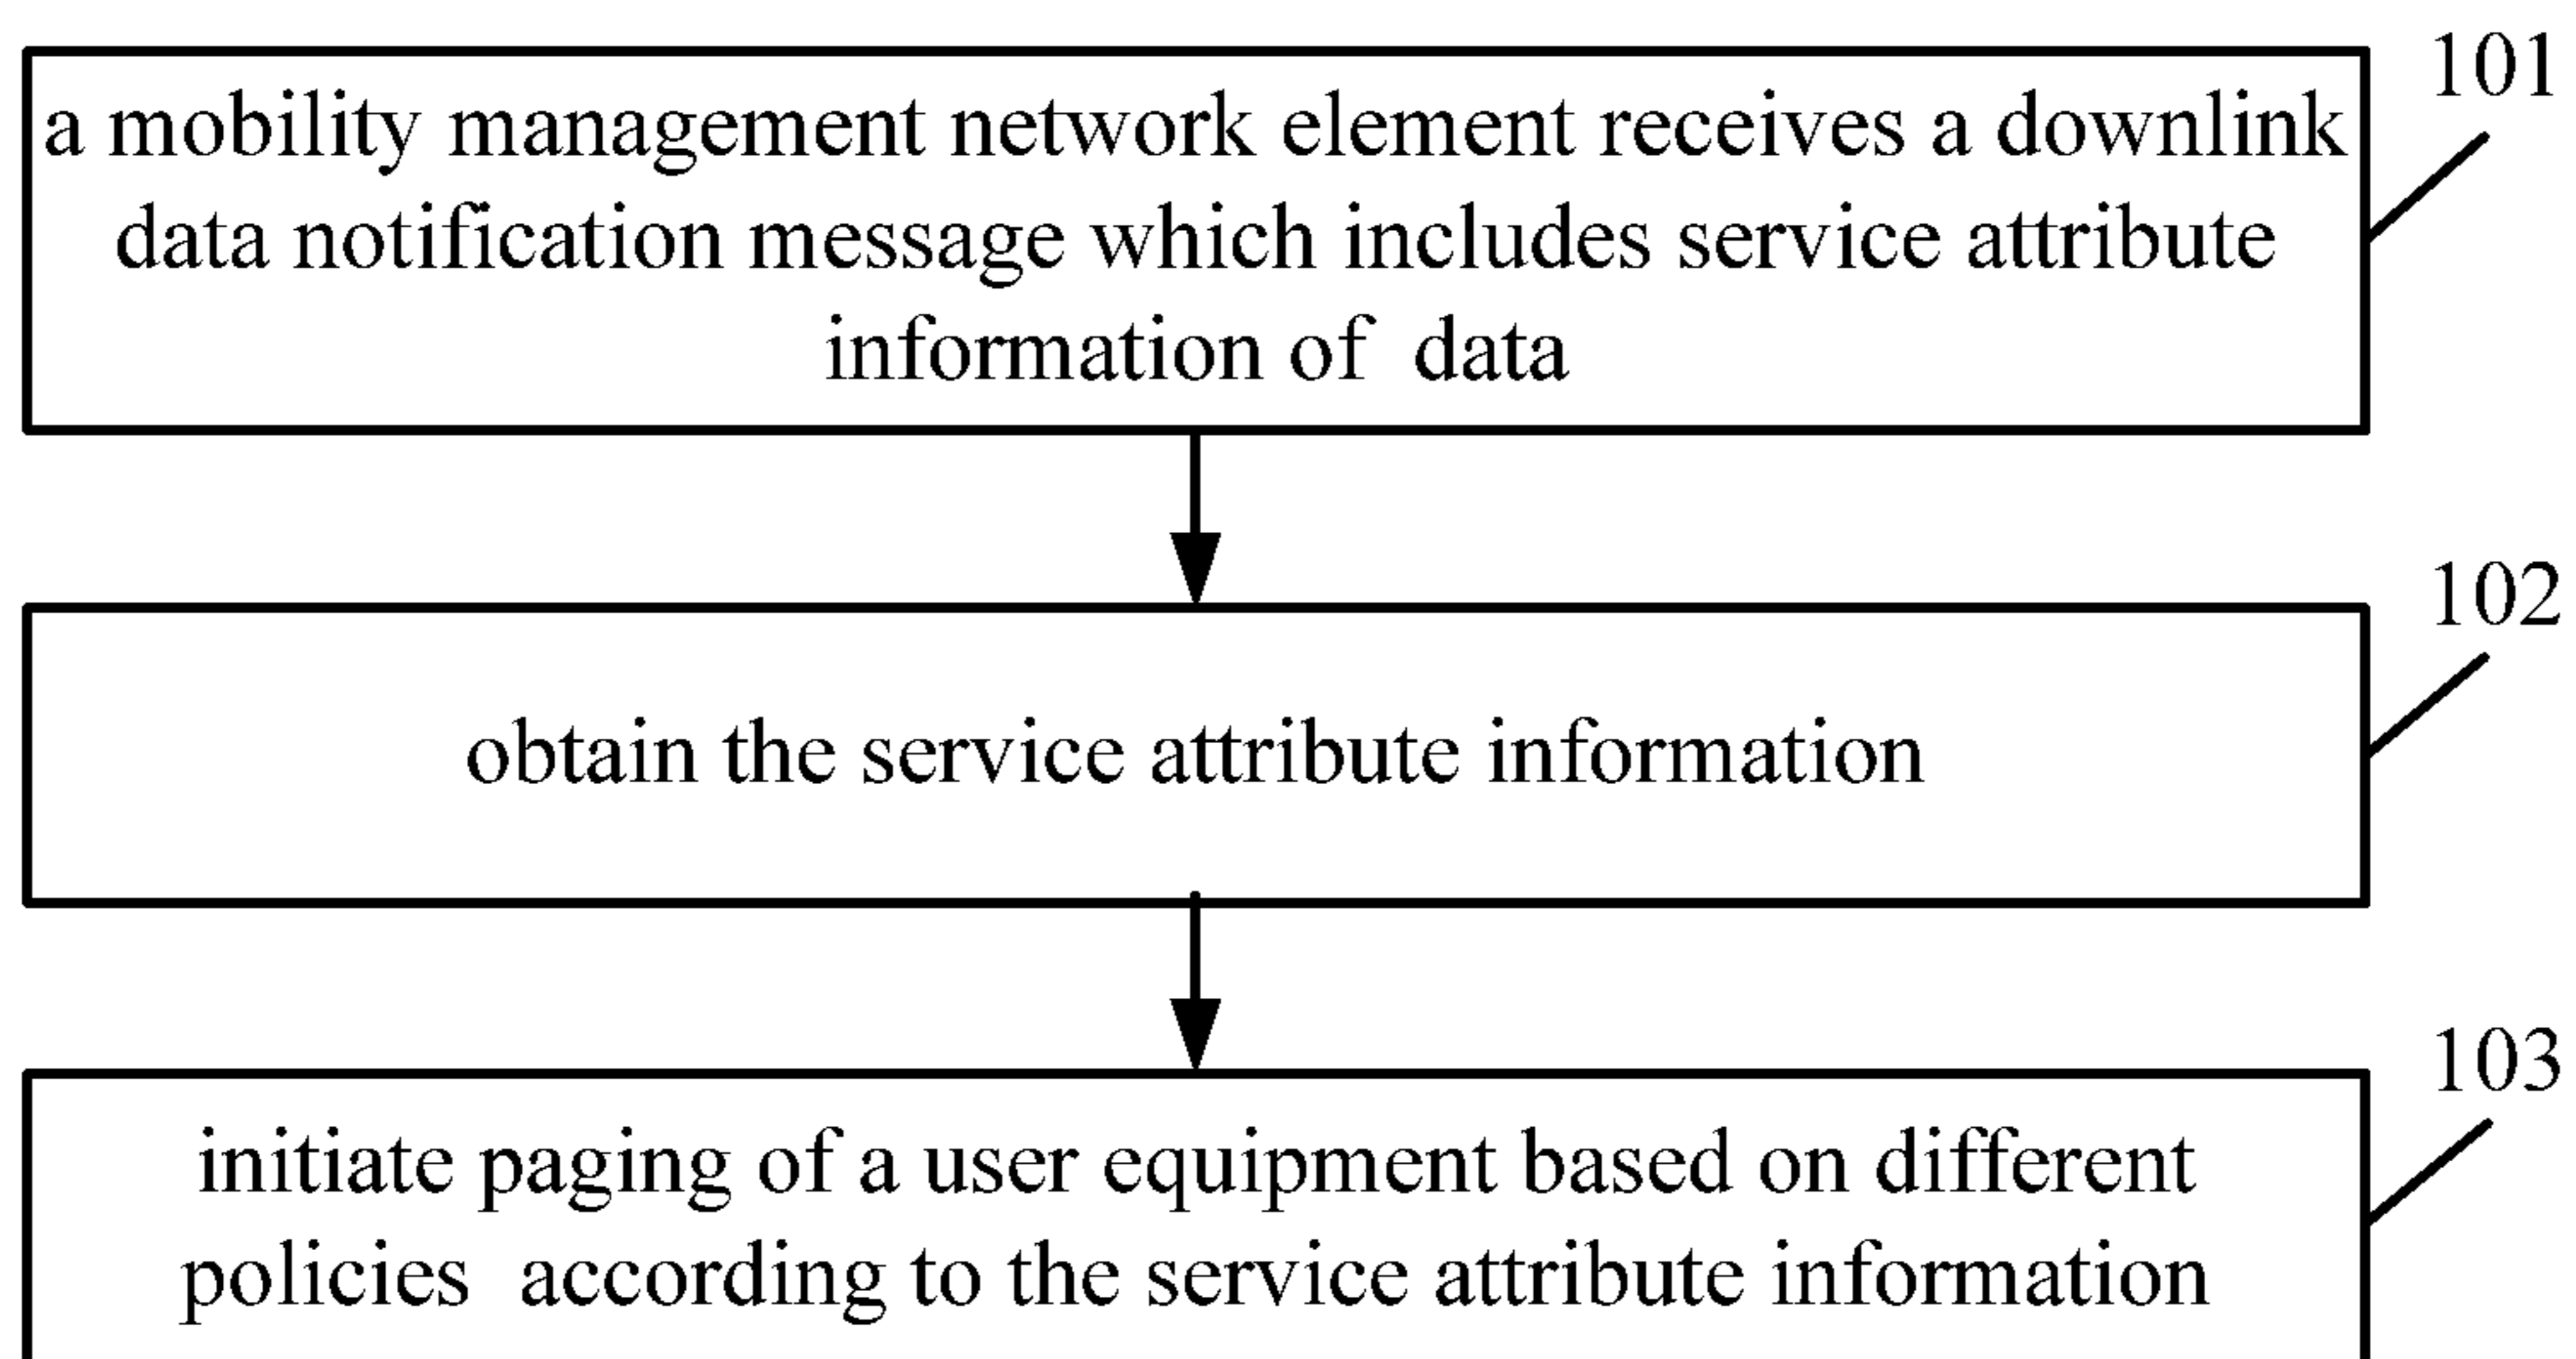 101
a mobility management network element receives a downlink
data notification message which includes service attribute
information of data
102
obtain the service attribute information
103
initiate paging of a user equipment based on different
policies according to the service attribute information